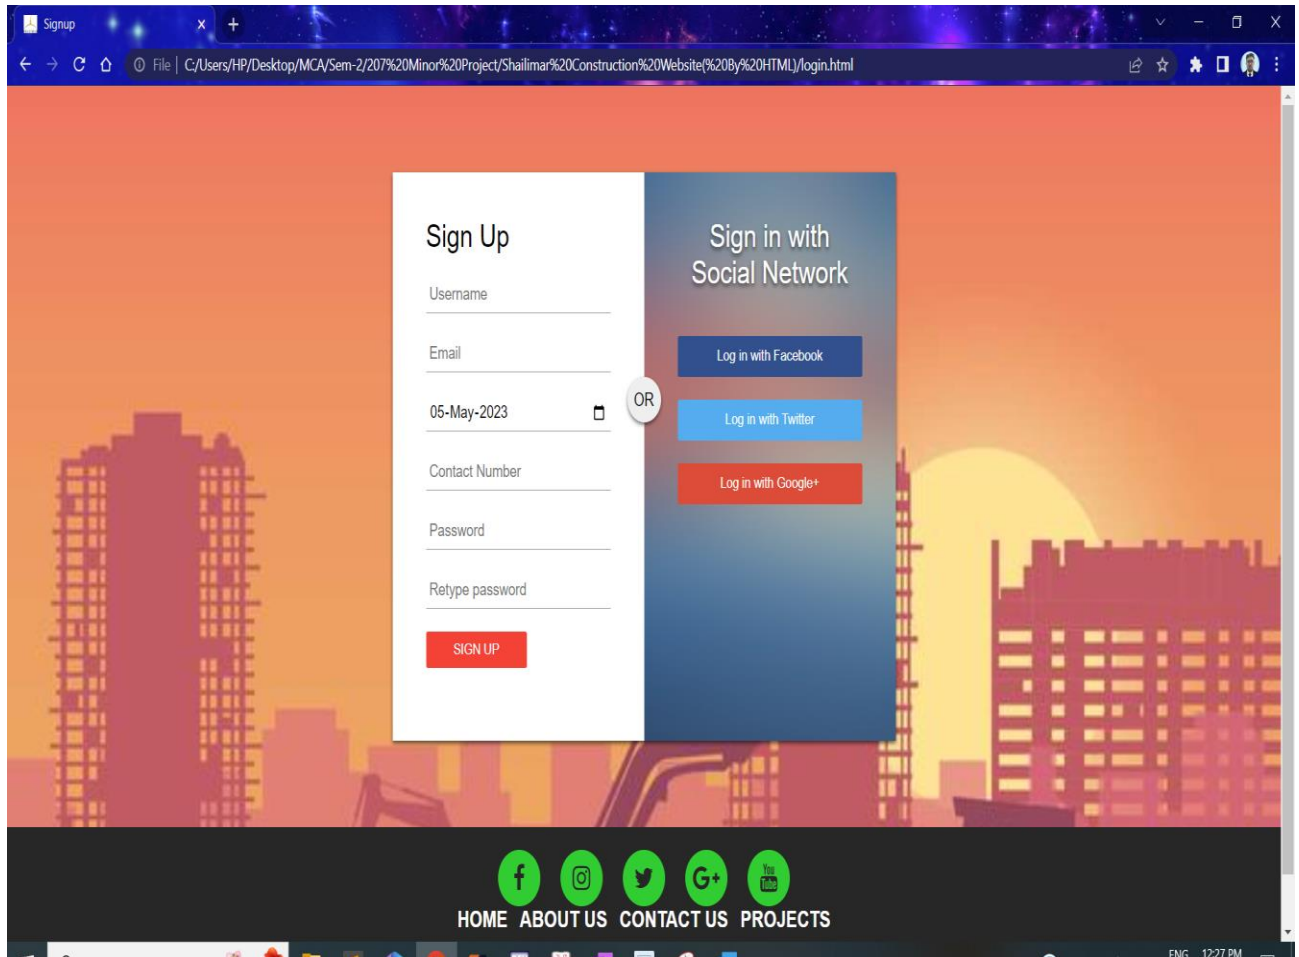 Signup
File | C:/Users/HP/Desktop/MCA/Sem-2/207%20Minor%20Project/Shailimar%20Construction%20Website(%20By%20HTML)/login.html
Sign Up
Username
Email
05-May-2023
Contact Number
Password
Retype password
SIGN UP
OR
Sign in with
Social Network
Log in with Facebook
Log in with Twitter
Log in with Google+
f G+ You Tube
HOME ABOUT US CONTACT US PROJECTS
ENG 12:27 PM